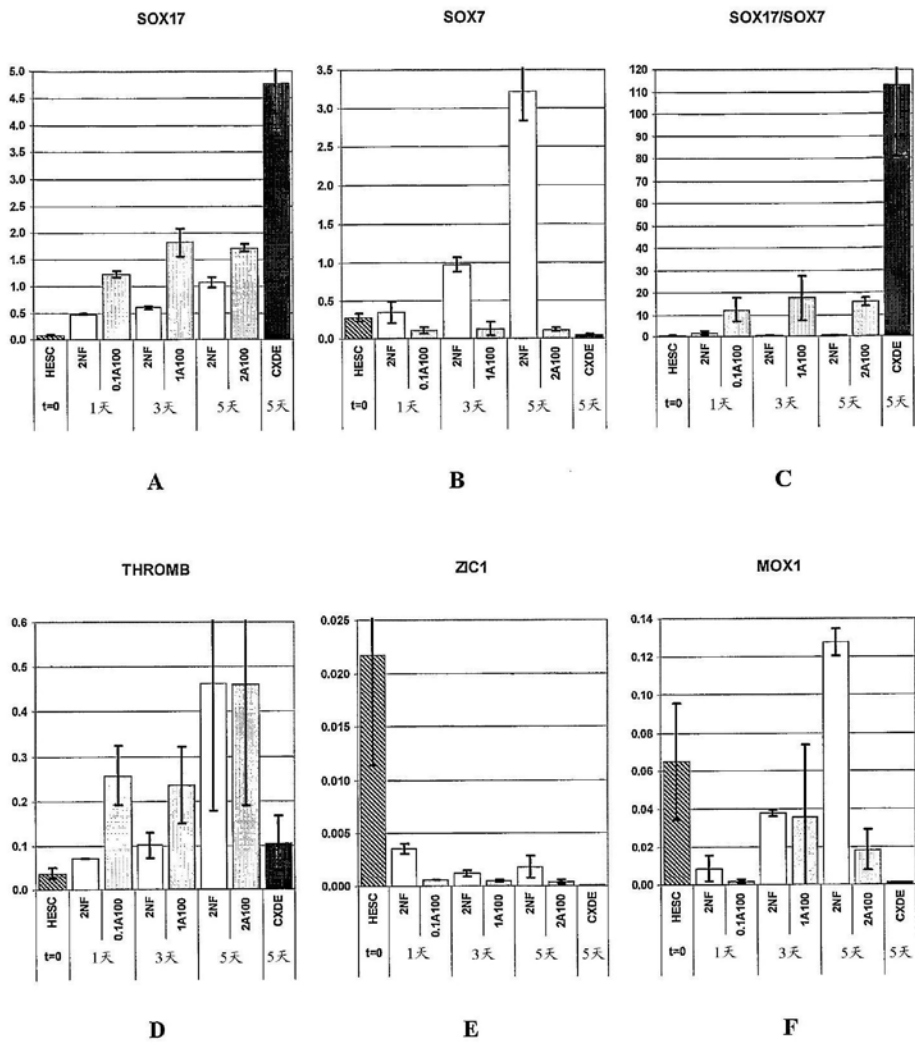 SOX17
SOX7
SOX17/SOX7
5.0
4.5
4.0
3.5
3.0
2.5
2.0
1.5
1.0
0.5
0.0
HESC
2NF
0.1A100
2NF
1A100
2NF
2A100
CXDE
t=0
1天
3天
5天
5天
A
3.5
3.0
2.5
2.0
1.5
1.0
0.5
0.0
HESC
2NF
0.1A100
2NF
1A100
2NF
2A100
CXDE
t=0
1天
3天
5天
5天
B
120
110
100
90
80
70
60
50
40
30
20
10
0
HESC
2NF
0.1A100
2NF
1A100
2NF
2A100
CXDE
t=0
1天
3天
5天
5天
C
THROMB
ZIC1
MOX1
0.6
0.5
0.4
0.3
0.2
0.1
0.0
HESC
2NF
0.1A100
2NF
1A100
2NF
2A100
CXDE
t=0
1天
3天
5天
5天
D
0.025
0.020
0.015
0.010
0.005
0.000
HESC
2NF
0.1A100
2NF
1A100
2NF
2A100
CXDE
t=0
1天
3天
5天
5天
E
0.14
0.12
0.10
0.08
0.06
0.04
0.02
0.00
HESC
2NF
0.1A100
2NF
1A100
2NF
2A100
CXDE
t=0
1天
3天
5天
5天
F